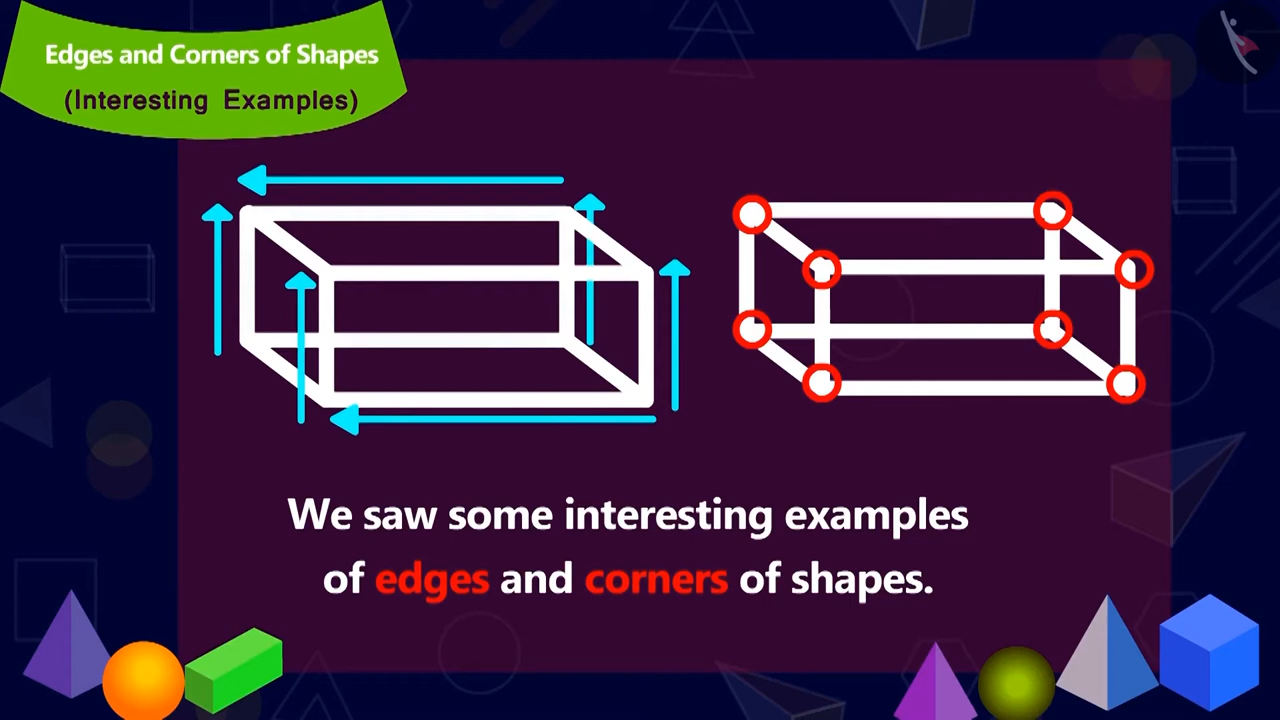 Edges and Corners of Shapes
(Interesting Examples)
We saw some interesting examples
of edges and corners of shapes.